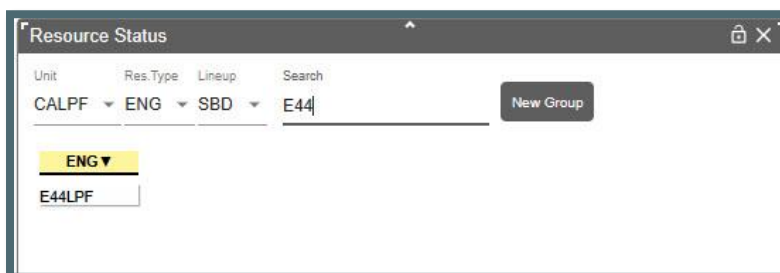 Resource Status
Unit Res.Type Lineup Search
CALPF ENG SBD E44 New Group
ENG▼
E44LPF